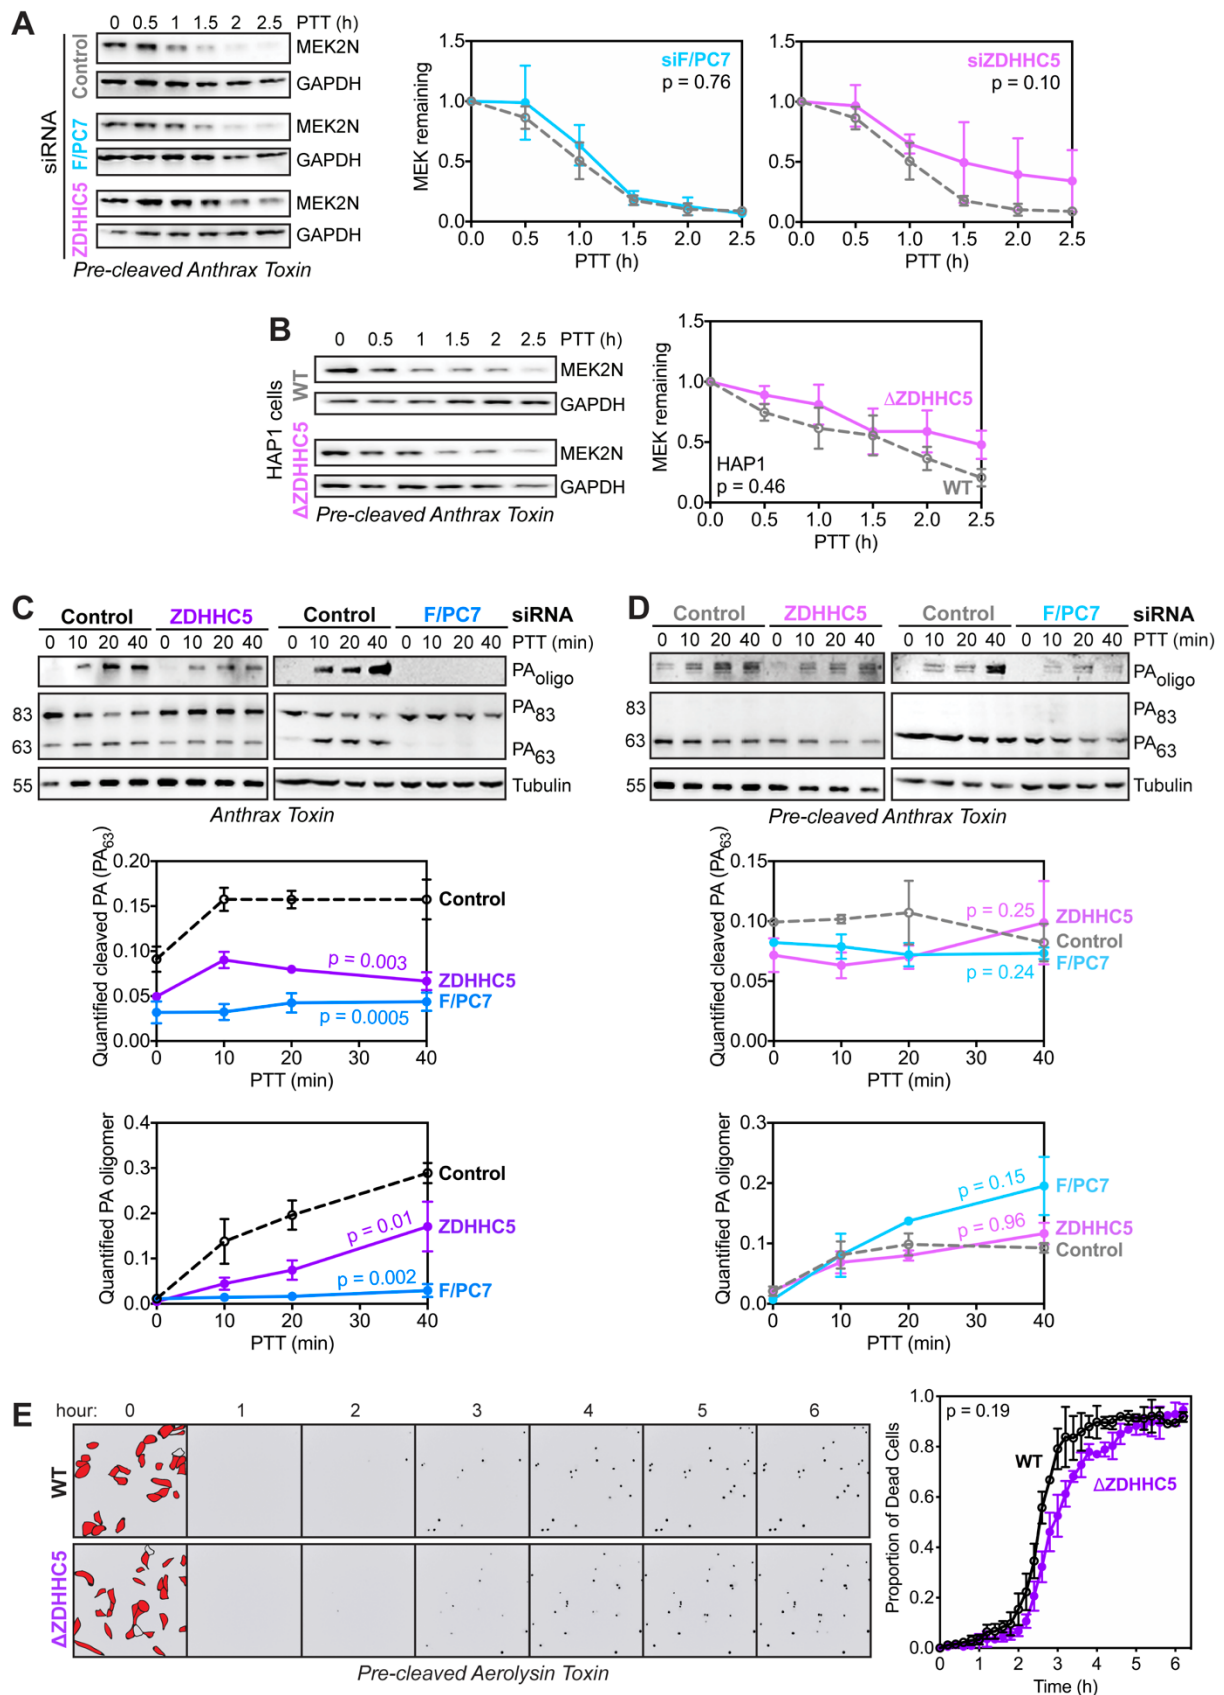 A
0 0.5 1 1.5 2 2.5 PTT (h)
siRNA
Control
MEK2N
GAPDH
F/PC7
MEK2N
GAPDH
ZDHHC5
MEK2N
GAPDH
Pre-cleaved Anthrax Toxin
MEK remaining
1.5
1.0
0.5
0.0
siF/PC7
p = 0.76
0.0 0.5 1.0 1.5 2.0 2.5
PTT (h)
1.5
1.0
0.5
0.0
siZDHHC5
p = 0.10
0.0 0.5 1.0 1.5 2.0 2.5
PTT (h)
B
0 0.5 1 1.5 2 2.5 PTT (h)
HAP1 cells
WT
MEK2N
GAPDH
ΔZDHHC5
MEK2N
GAPDH
Pre-cleaved Anthrax Toxin
MEK remaining
1.5
1.0
0.5
0.0
ΔZDHHC5
WT
HAP1
p = 0.46
0.0 0.5 1.0 1.5 2.0 2.5
PTT (h)
C
Control ZDHHC5 Control F/PC7 siRNA
0 10 20 40 0 10 20 40 0 10 20 40 0 10 20 40 PTT (min)
PAoligo
83 PA83
63 PA63
55 Tubulin
Anthrax Toxin
Quantified cleaved PA (PA63)
0.20
0.15
0.10
0.05
0.00
Control
p = 0.003
ZDHHC5
F/PC7
p = 0.0005
0 10 20 30 40
PTT (min)
Quantified PA oligomer
0.4
0.3
0.2
0.1
0.0
Control
p = 0.01
ZDHHC5
p = 0.002
F/PC7
0 10 20 30 40
PTT (min)
D
Control ZDHHC5 Control F/PC7 siRNA
0 10 20 40 0 10 20 40 0 10 20 40 0 10 20 40 PTT (min)
PAoligo
83 PA83
63 PA63
55 Tubulin
Pre-cleaved Anthrax Toxin
Quantified cleaved PA (PA63)
0.15
0.10
0.05
0.00
p = 0.25
ZDHHC5
Control
F/PC7
p = 0.24
0 10 20 30 40
PTT (min)
Quantified PA oligomer
0.3
0.2
0.1
0.0
p = 0.15
F/PC7
p = 0.96
ZDHHC5
Control
0 10 20 30 40
PTT (min)
E
hour: 0 1 2 3 4 5 6
WT
ΔZDHHC5
Pre-cleaved Aerolysin Toxin
Proportion of Dead Cells
1.0
0.8
0.6
0.4
0.2
0.0
p = 0.19
WT
ΔZDHHC5
0 1 2 3 4 5 6
Time (h)